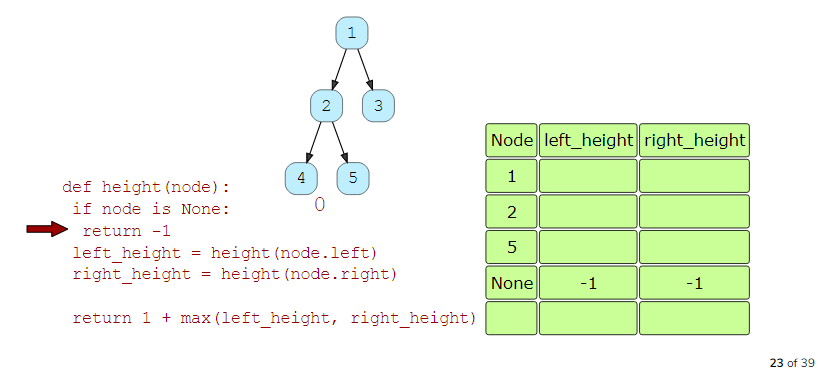 1
2 3
4 5
0
def height(node):
if node is None:
return -1
left_height = height(node.left)
right_height = height(node.right)
return 1 + max(left_height, right_height)
Node left_height right_height
1
2
5
None -1 -1
23 of 39